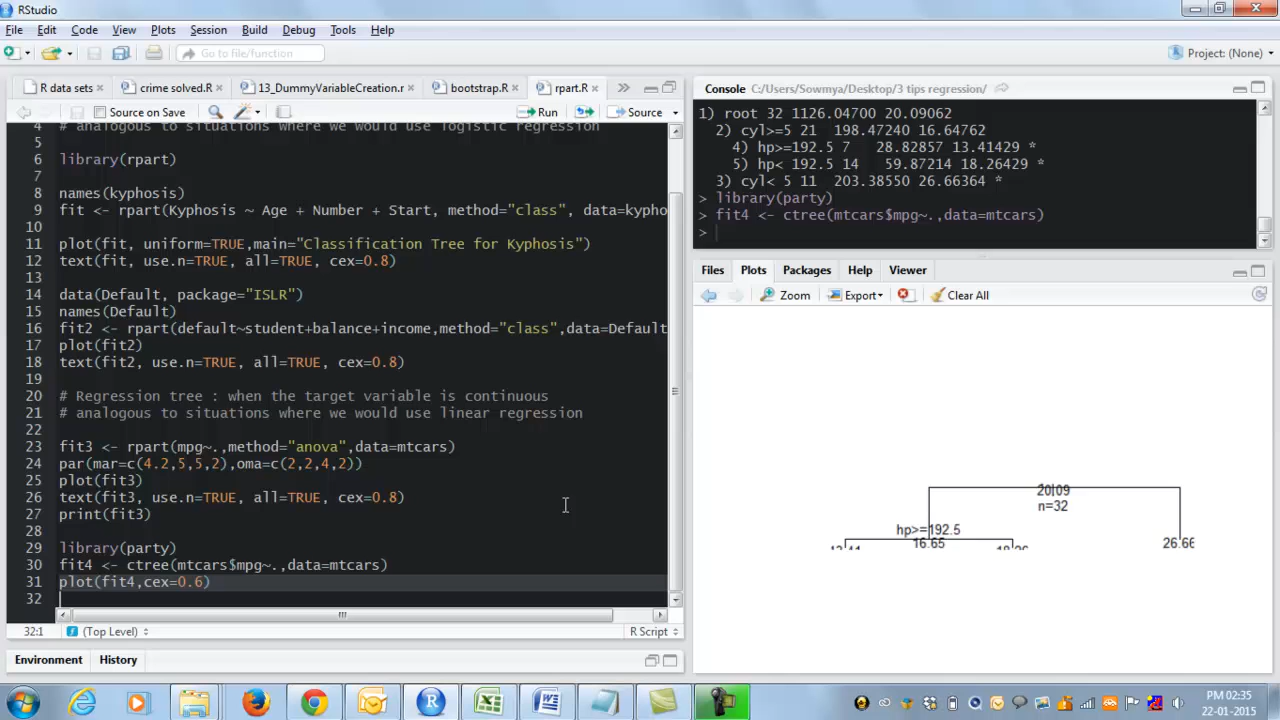 RStudio
File Edit Code View Plots Session Build Debug Tools Help
Go to file/function
Project: (None)
R data sets
crime solved.R
13_DummyVariableCreation.r
bootstrap.R
rpart.R
Source on Save
Run
Source
4 # analogous to situations where we would use logistic regression
5
6 library(rpart)
7
8 names(kyphosis)
9 fit <- rpart(Kyphosis ~ Age + Number + Start, method="class", data=kypho
10
11 plot(fit, uniform=TRUE,main="Classification Tree for Kyphosis")
12 text(fit, use.n=TRUE, all=TRUE, cex=0.8)
13
14 data(Default, package="ISLR")
15 names(Default)
16 fit2 <- rpart(default~student+balance+income,method="class",data=Default
17 plot(fit2)
18 text(fit2, use.n=TRUE, all=TRUE, cex=0.8)
19
20 # Regression tree : when the target variable is continuous
21 # analogous to situations where we would use linear regression
22
23 fit3 <- rpart(mpg~.,method="anova",data=mtcars)
24 par(mar=c(4.2,5,5,2),oma=c(2,2,4,2))
25 plot(fit3)
26 text(fit3, use.n=TRUE, all=TRUE, cex=0.8)
27 print(fit3)
28
29 library(party)
30 fit4 <- ctree(mtcars$mpg~.,data=mtcars)
31 plot(fit4,cex=0.6)
32
32:1 (Top Level) R Script
Environment History
Console C:/Users/Sowmya/Desktop/3 tips regression/
1) root 32 1126.04700 20.09062
2) cyl>=5 21 198.47240 16.64762
4) hp>=192.5 7 28.82857 13.41429 *
5) hp< 192.5 14 59.87214 18.26429 *
3) cyl< 5 11 203.38550 26.66364 *
> library(party)
> fit4 <- ctree(mtcars$mpg~.,data=mtcars)
>
Files Plots Packages Help Viewer
Zoom Export Clear All
20.09
n=32
hp>=192.5
16.65
26.66
13.41
18.26
PM 02:35
22-01-2015